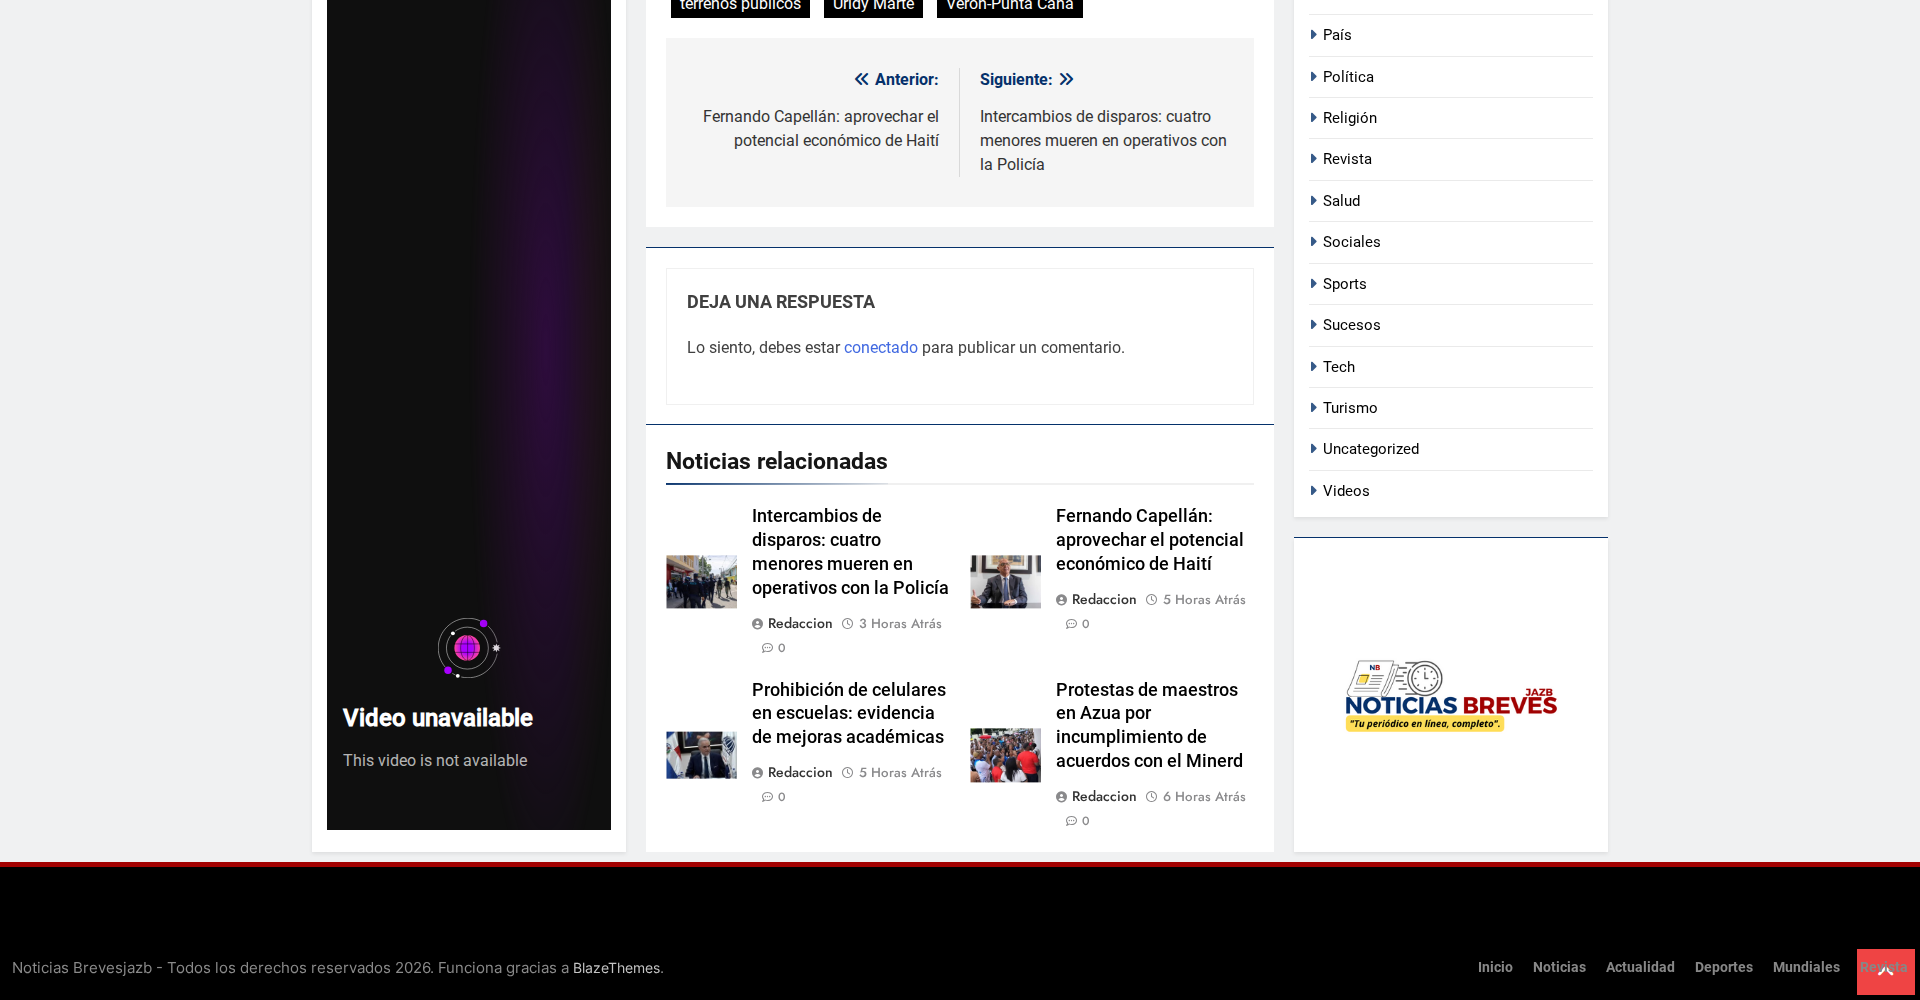 terrenos públicos
Uridy Marte
Verón-Punta Cana
Anterior:
Fernando Capellán: aprovechar el
potencial económico de Haití
Siguiente:
Intercambios de disparos: cuatro
menores mueren en operativos con
la Policía
DEJA UNA RESPUESTA
Lo siento, debes estar conectado para publicar un comentario.
Noticias relacionadas
Intercambios de
disparos: cuatro
menores mueren en
operativos con la Policía
Redaccion 3 Horas Atrás
0
Fernando Capellán:
aprovechar el potencial
económico de Haití
Redaccion 5 Horas Atrás
0
Prohibición de celulares
en escuelas: evidencia
de mejoras académicas
Redaccion 5 Horas Atrás
0
Protestas de maestros
en Azua por
incumplimiento de
acuerdos con el Minerd
Redaccion 6 Horas Atrás
0
Video unavailable
This video is not available
País
Política
Religión
Revista
Salud
Sociales
Sports
Sucesos
Tech
Turismo
Uncategorized
Videos
NB
JAZB
NOTICIAS BREVES
"Tu periódico en línea, completo".
Noticias Brevesjazb - Todos los derechos reservados 2026. Funciona gracias a BlazeThemes.
Inicio Noticias Actualidad Deportes Mundiales Revista